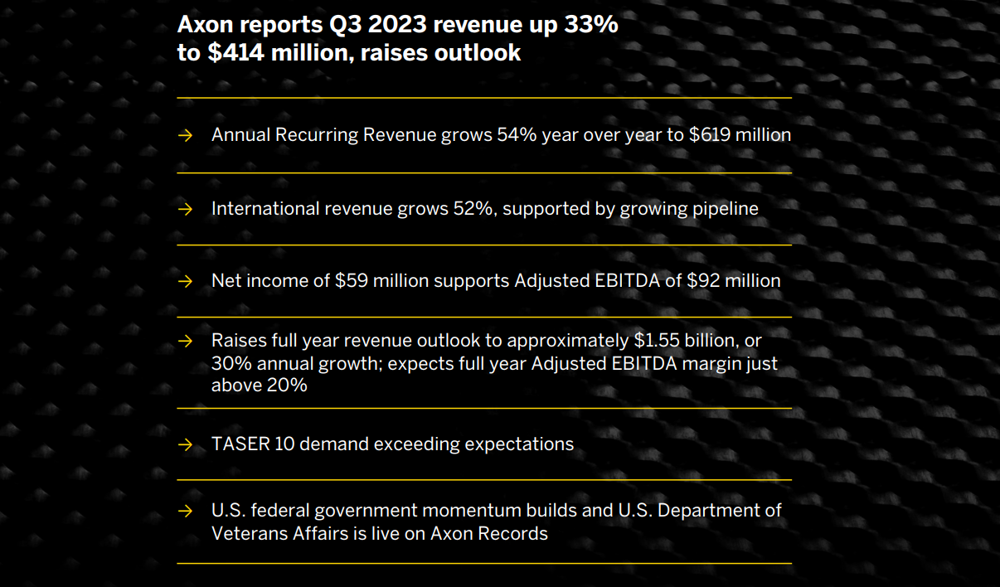 Axon reports Q3 2023 revenue up 33%
to $414 million, raises outlook
→ Annual Recurring Revenue grows 54% year over year to $619 million
→ International revenue grows 52%, supported by growing pipeline
→ Net income of $59 million supports Adjusted EBITDA of $92 million
→ Raises full year revenue outlook to approximately $1.55 billion, or
30% annual growth; expects full year Adjusted EBITDA margin just
above 20%
→ TASER 10 demand exceeding expectations
→ U.S. federal government momentum builds and U.S. Department of
Veterans Affairs is live on Axon Records